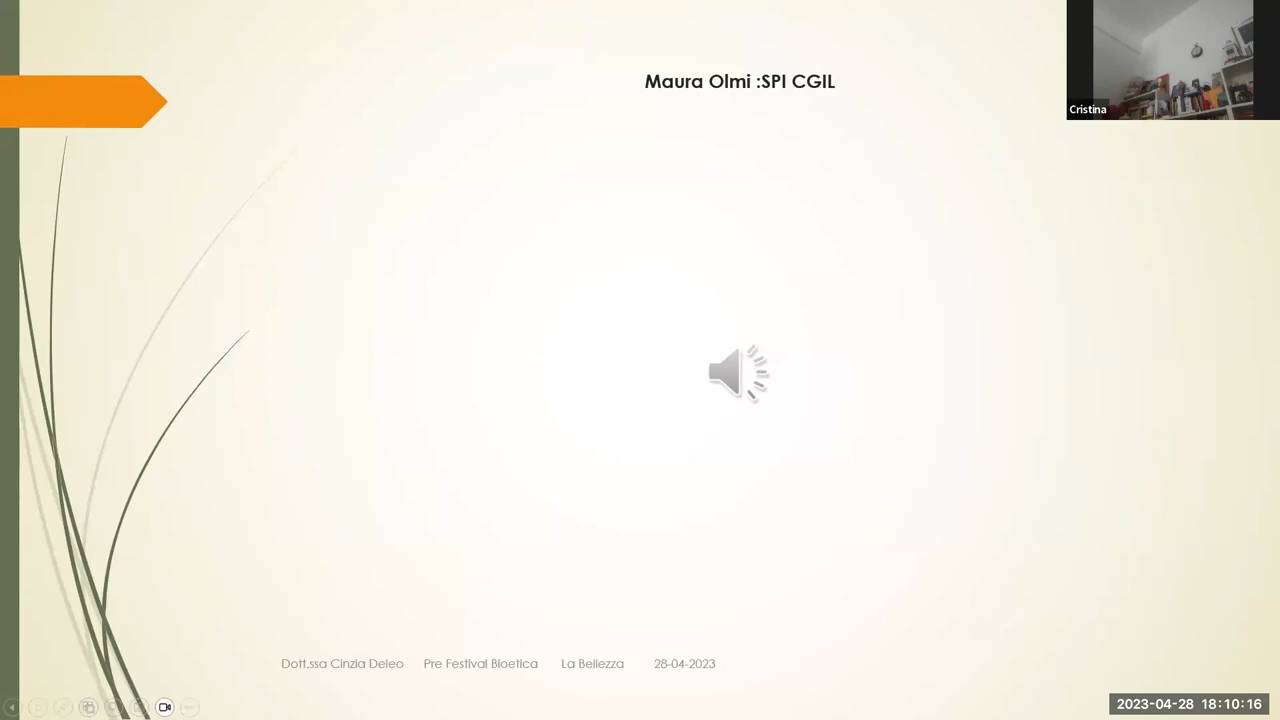 Maura Olmi :SPI CGIL
Cristina
Dott.ssa Cinzia Deleo Pre Festival Bioetica La Bellezza 28-04-2023
2023-04-28 18:10:16